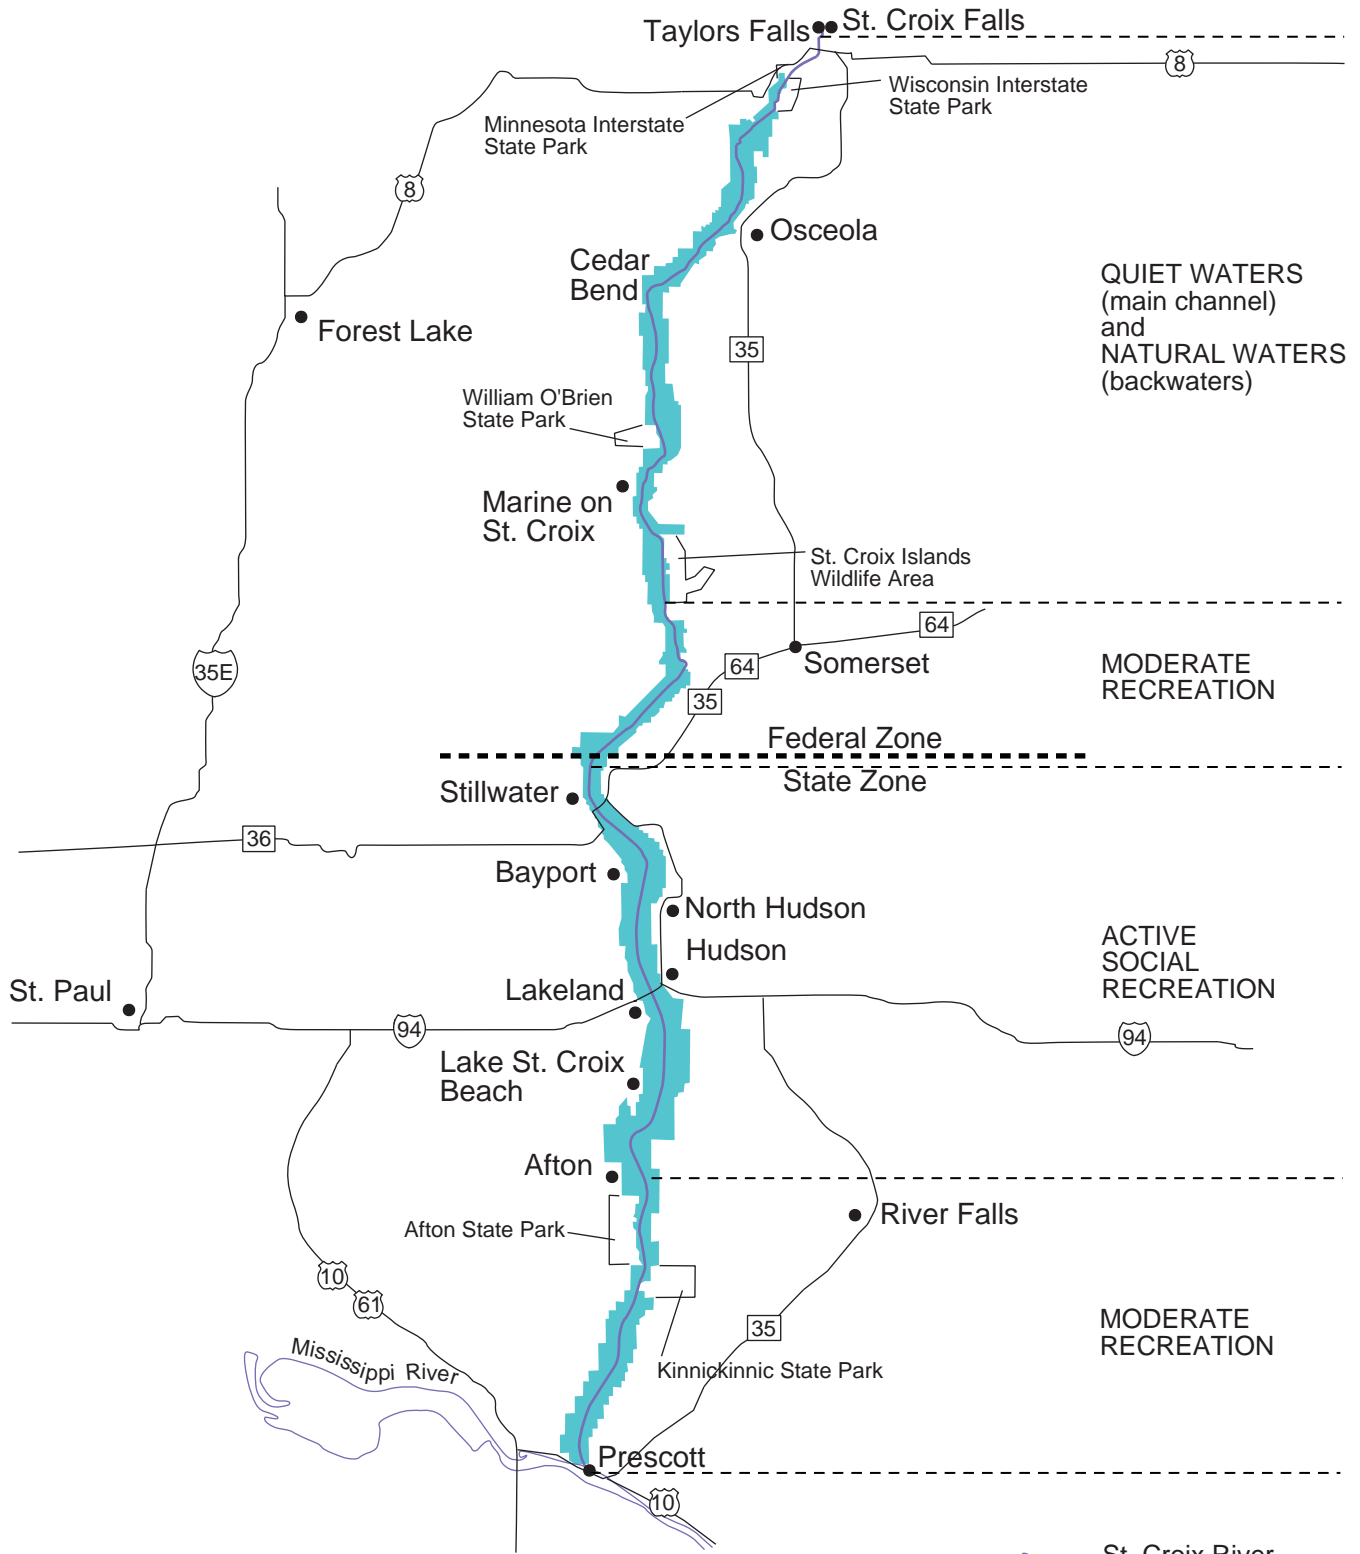 St. Croix Falls
Taylors Falls
8
Wisconsin Interstate
State Park
Minnesota Interstate
State Park
8
Osceola
Cedar
Bend
QUIET WATERS
(main channel)
and
NATURAL WATERS
(backwaters)
Forest Lake
35
William O'Brien
State Park
Marine on
St. Croix
St. Croix Islands
Wildlife Area
64
64
Somerset
MODERATE
RECREATION
35E
35
Federal Zone
State Zone
Stillwater
36
Bayport
North Hudson
Hudson
ACTIVE
SOCIAL
RECREATION
St. Paul
Lakeland
94
94
Lake St. Croix
Beach
Afton
River Falls
Afton State Park
10
61
35
MODERATE
RECREATION
Mississippi River
Kinnickinnic State Park
Prescott
10
St. Croix River